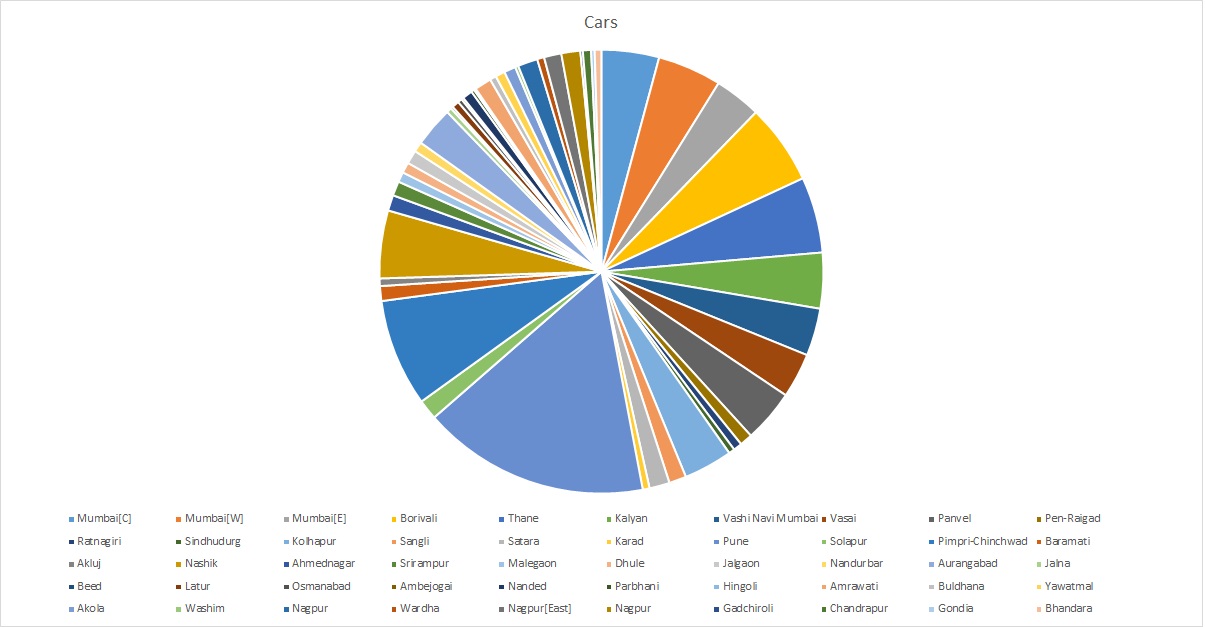 Cars
Mumbai[C] Mumbai[W] Mumbai[E] Borivali Thane Kalyan Vashi Navi Mumbai Vasai Panvel Pen-Raigad
Ratnagiri Sindhudurg Kolhapur Sangli Satara Karad Pune Solapur Pimpri-Chinchwad Baramati
Akluj Nashik Ahmednagar Srirampur Malegaon Dhule Jalgaon Nandurbar Aurangabad Jalna
Beed Latur Osmanabad Ambejogai Nanded Parbhani Hingoli Amrawati Buldhana Yawatmal
Akola Washim Nagpur Wardha Nagpur[East] Nagpur Gadchiroli Chandrapur Gondia Bhandara